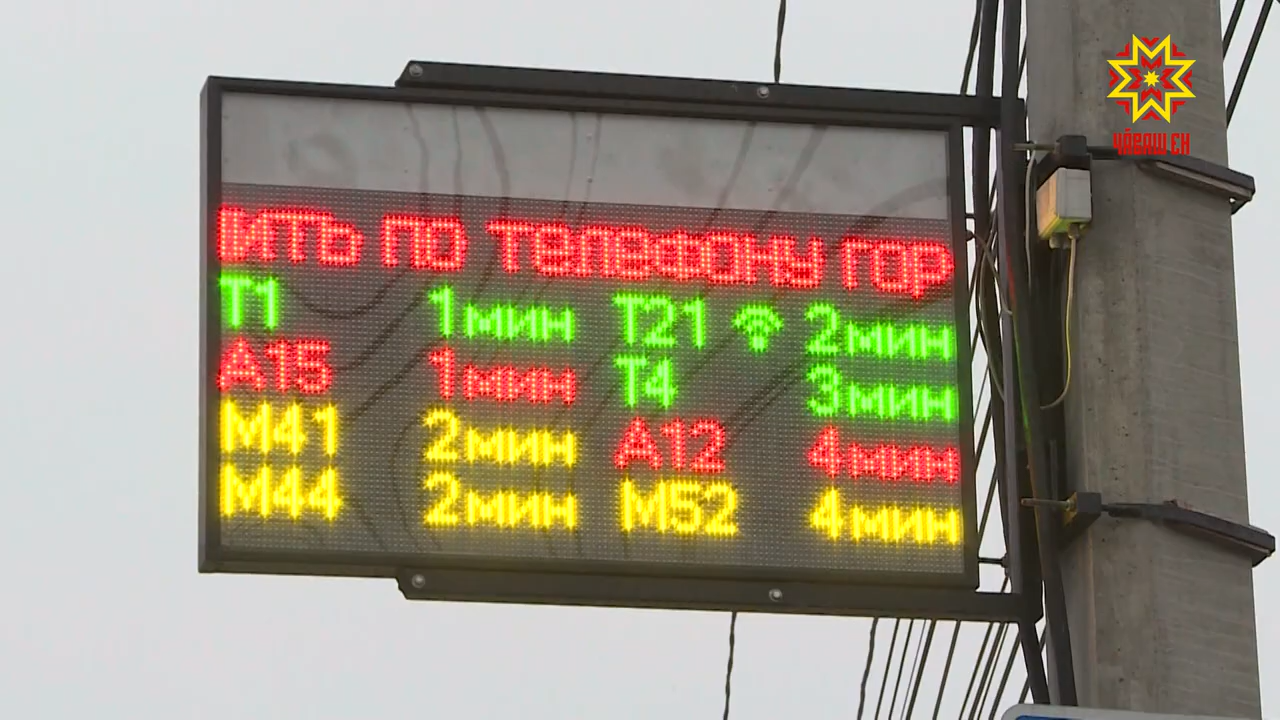 ИТЬ ПО ТЕЛЕФОНУ ГОР
Т1 1мин Т21 2мин
А15 1мин Т4 3мин
М41 2мин А12 4мин
М44 2мин М52 4мин
ЧӐВАШ ЕН